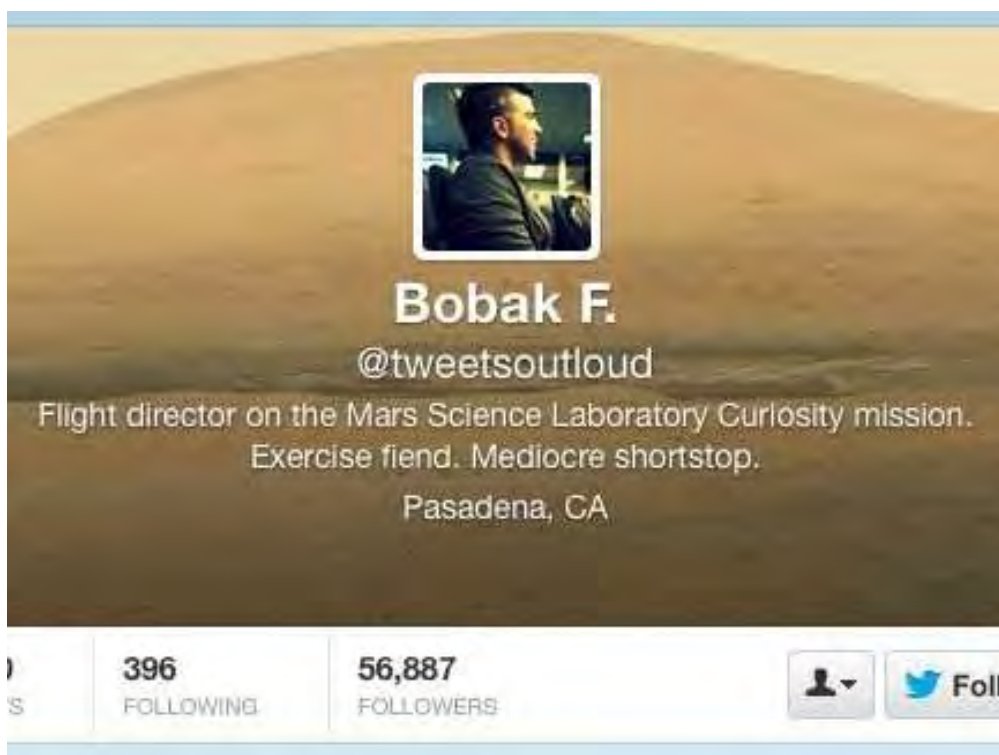 Bobak F.
@tweetsoutloud
Flight director on the Mars Science Laboratory Curiosity mission.
Exercise fiend. Mediocre shortstop.
Pasadena, CA
396
FOLLOWING
56,887
FOLLOWERS
Foll